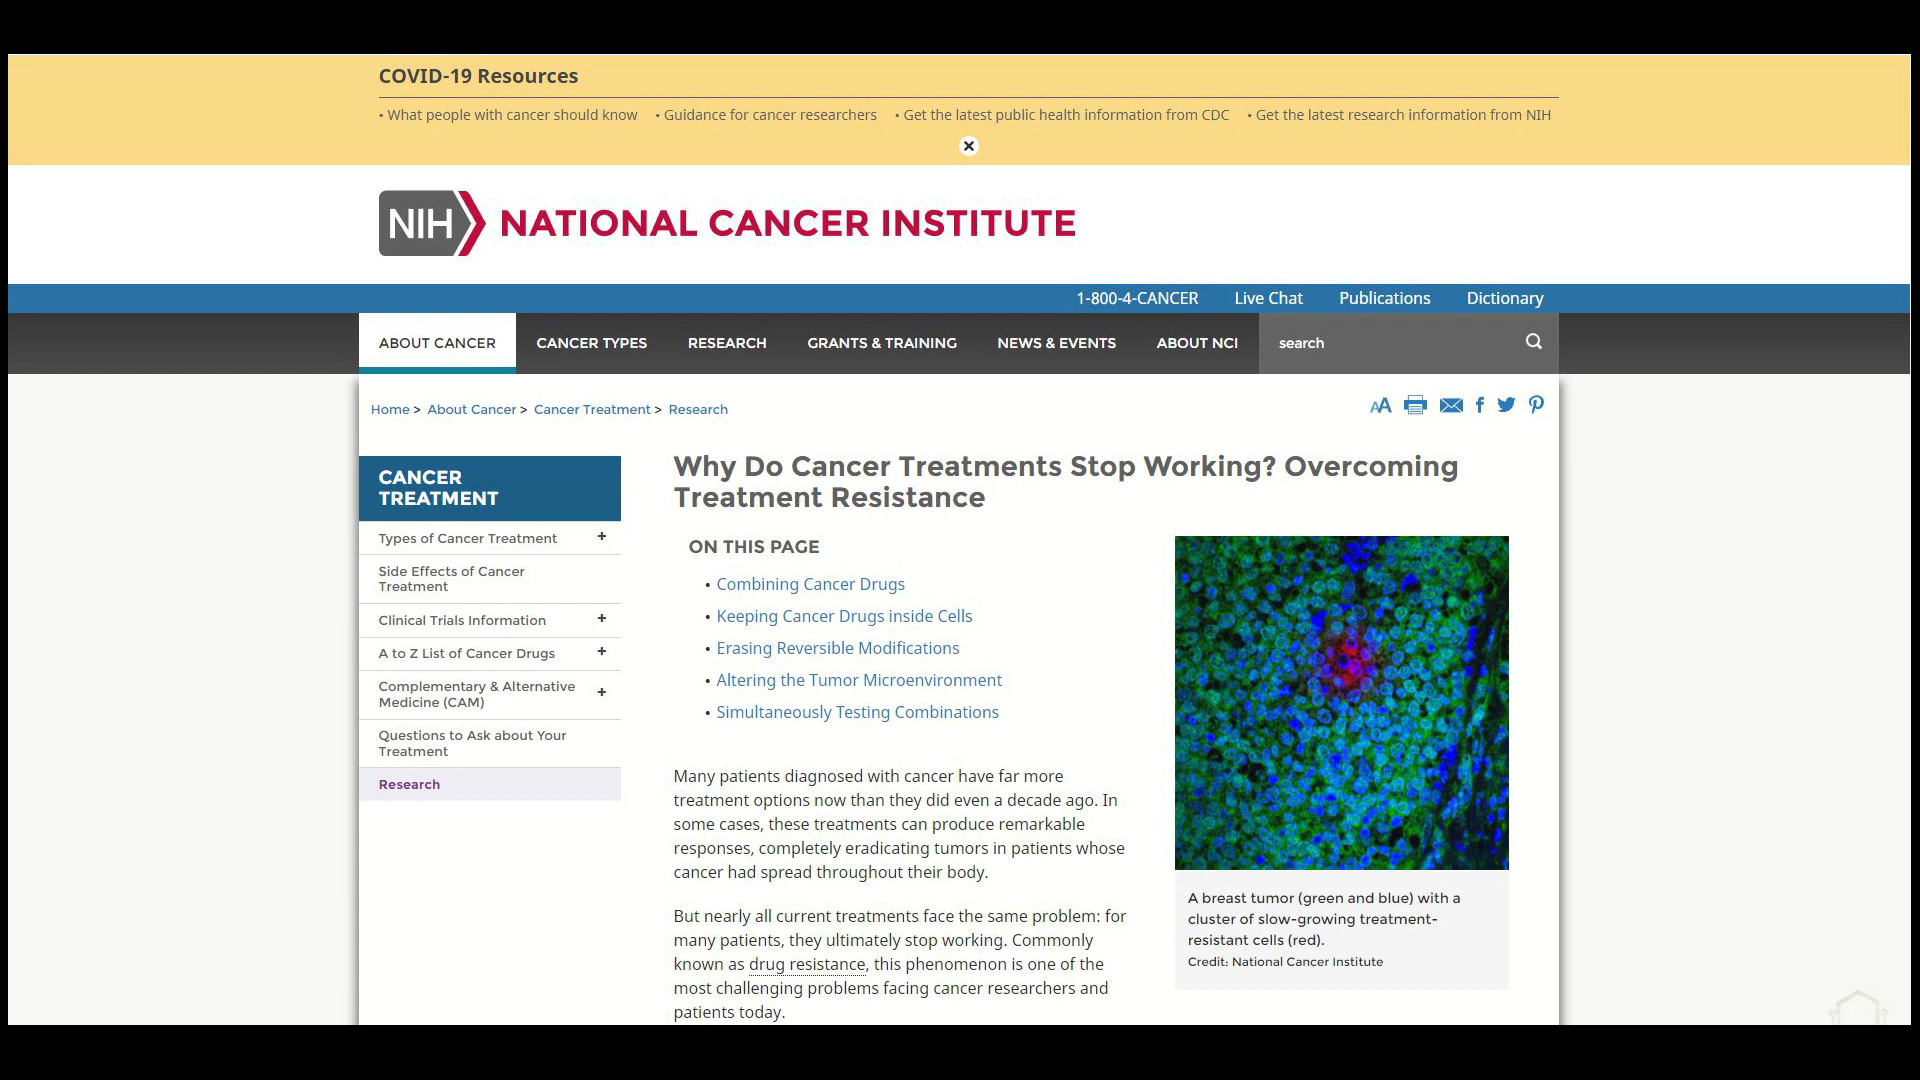 COVID-19 Resources
• What people with cancer should know • Guidance for cancer researchers • Get the latest public health information from CDC • Get the latest research information from NIH
NIH NATIONAL CANCER INSTITUTE
1-800-4-CANCER Live Chat Publications Dictionary
ABOUT CANCER CANCER TYPES RESEARCH GRANTS & TRAINING NEWS & EVENTS ABOUT NCI search
Home > About Cancer > Cancer Treatment > Research
AA
CANCER
TREATMENT
Types of Cancer Treatment +
Side Effects of Cancer
Treatment
Clinical Trials Information +
A to Z List of Cancer Drugs +
Complementary & Alternative
Medicine (CAM) +
Questions to Ask about Your
Treatment
Research
Why Do Cancer Treatments Stop Working? Overcoming
Treatment Resistance
ON THIS PAGE
• Combining Cancer Drugs
• Keeping Cancer Drugs inside Cells
• Erasing Reversible Modifications
• Altering the Tumor Microenvironment
• Simultaneously Testing Combinations
Many patients diagnosed with cancer have far more
treatment options now than they did even a decade ago. In
some cases, these treatments can produce remarkable
responses, completely eradicating tumors in patients whose
cancer had spread throughout their body.
But nearly all current treatments face the same problem: for
many patients, they ultimately stop working. Commonly
known as drug resistance, this phenomenon is one of the
most challenging problems facing cancer researchers and
patients today.
A breast tumor (green and blue) with a
cluster of slow-growing treatment-
resistant cells (red).
Credit: National Cancer Institute